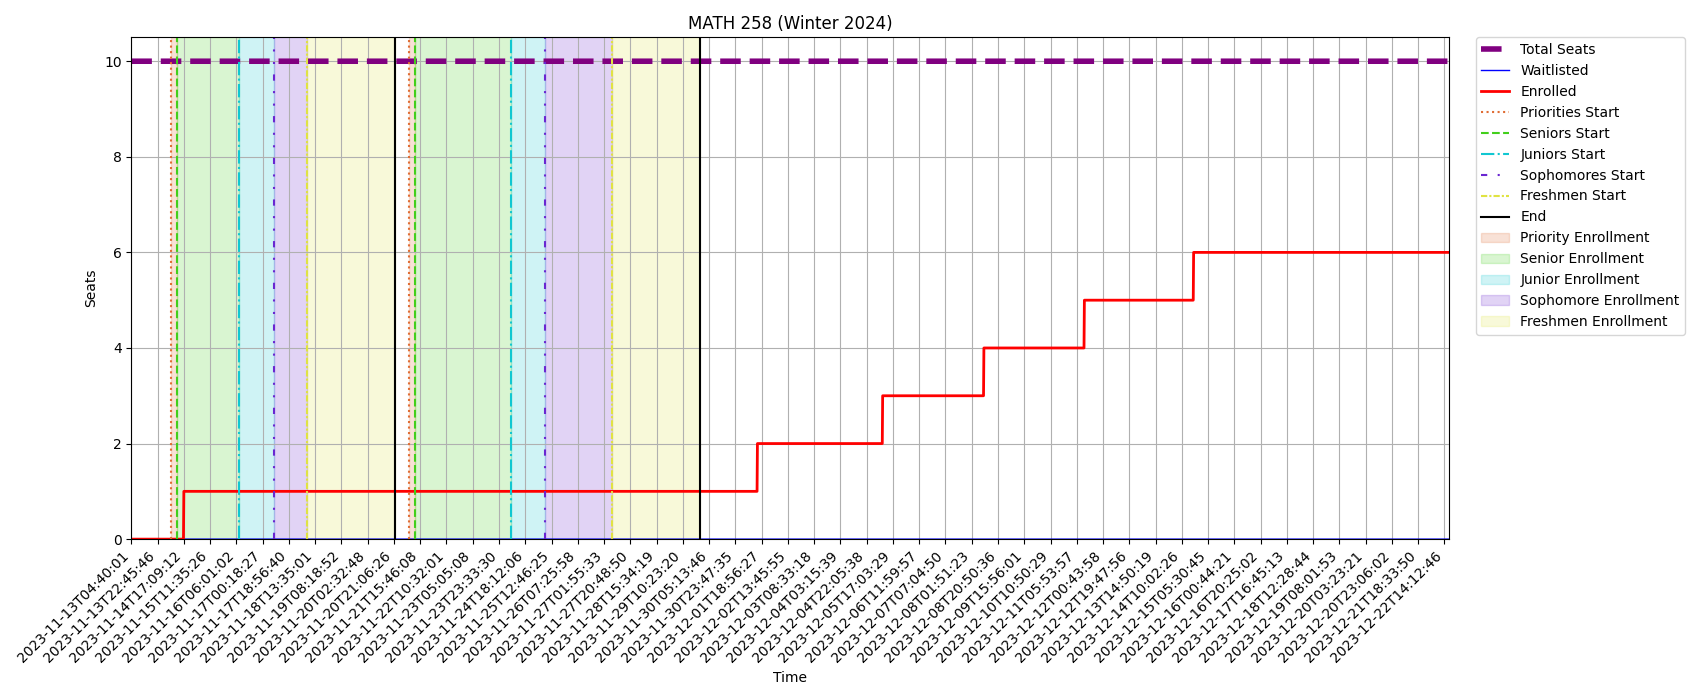 MATH 258 (Winter 2024)
Seats
10
8
6
4
2
0
2023-11-13T04:40:01
2023-11-13T22:45:46
2023-11-14T17:09:12
2023-11-15T11:35:26
2023-11-16T06:01:02
2023-11-17T00:18:27
2023-11-17T18:56:40
2023-11-18T13:35:01
2023-11-19T08:18:52
2023-11-20T02:32:48
2023-11-20T21:06:26
2023-11-21T15:46:08
2023-11-22T10:32:01
2023-11-23T05:05:08
2023-11-23T23:33:30
2023-11-24T18:12:06
2023-11-25T12:46:25
2023-11-26T07:25:58
2023-11-27T01:55:33
2023-11-27T20:48:50
2023-11-28T15:34:19
2023-11-29T10:23:20
2023-11-30T05:13:46
2023-11-30T23:47:35
2023-12-01T18:56:27
2023-12-02T13:45:55
2023-12-03T08:33:18
2023-12-04T03:15:39
2023-12-04T22:05:38
2023-12-05T17:03:29
2023-12-06T11:59:57
2023-12-07T07:04:50
2023-12-08T01:51:23
2023-12-08T20:50:36
2023-12-09T15:56:01
2023-12-10T10:50:29
2023-12-11T05:53:57
2023-12-12T00:43:58
2023-12-12T19:47:56
2023-12-13T14:50:19
2023-12-14T10:02:26
2023-12-15T05:30:45
2023-12-16T00:44:21
2023-12-16T20:25:02
2023-12-17T16:45:13
2023-12-18T12:28:44
2023-12-19T08:01:53
2023-12-20T03:23:21
2023-12-20T23:06:02
2023-12-21T18:33:50
2023-12-22T14:12:46
Time
Total Seats
Waitlisted
Enrolled
Priorities Start
Seniors Start
Juniors Start
Sophomores Start
Freshmen Start
End
Priority Enrollment
Senior Enrollment
Junior Enrollment
Sophomore Enrollment
Freshmen Enrollment